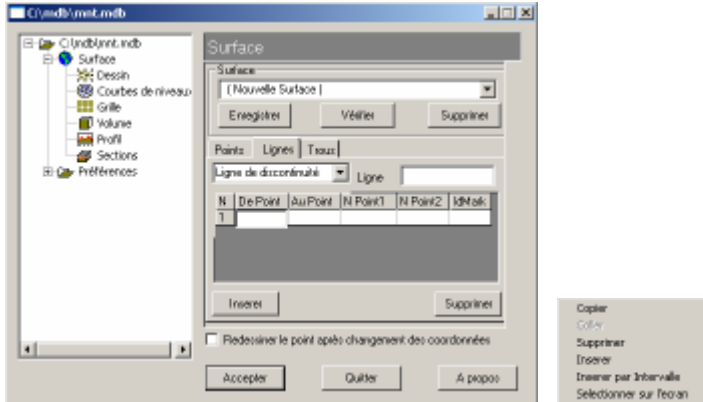 C:\mdb\mnt.mdb
C:\mdb\mnt.mdb
Surface
Dessin
Courbes de niveaux
Grille
Volume
Profil
Sections
Préférences
Surface
Surface
( Nouvelle Surface )
Enregistrer
Vérifier
Supprimer
Points
Lignes
Trous
Ligne de discontinuité
Ligne
N
De Point
Au Point
N Point1
N Point2
IdMark
1
Inserer
Supprimer
Redessiner le point après changement des coordonnées
Accepter
Quitter
A propos
Copier
Coller
Supprimer
Inserer
Inserer par Intervalle
Selectionner sur l'ecran